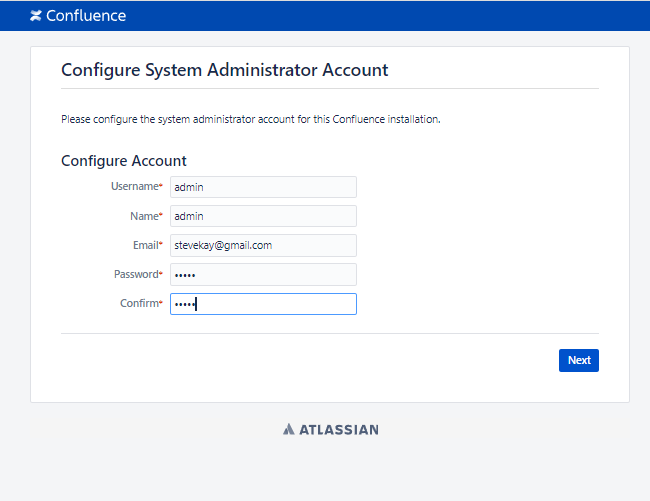 Confluence
Configure System Administrator Account
Please configure the system administrator account for this Confluence installation.
Configure Account
Username* admin
Name* admin
Email* stevekay@gmail.com
Password* •••••
Confirm* •••••
Next
ATLASSIAN